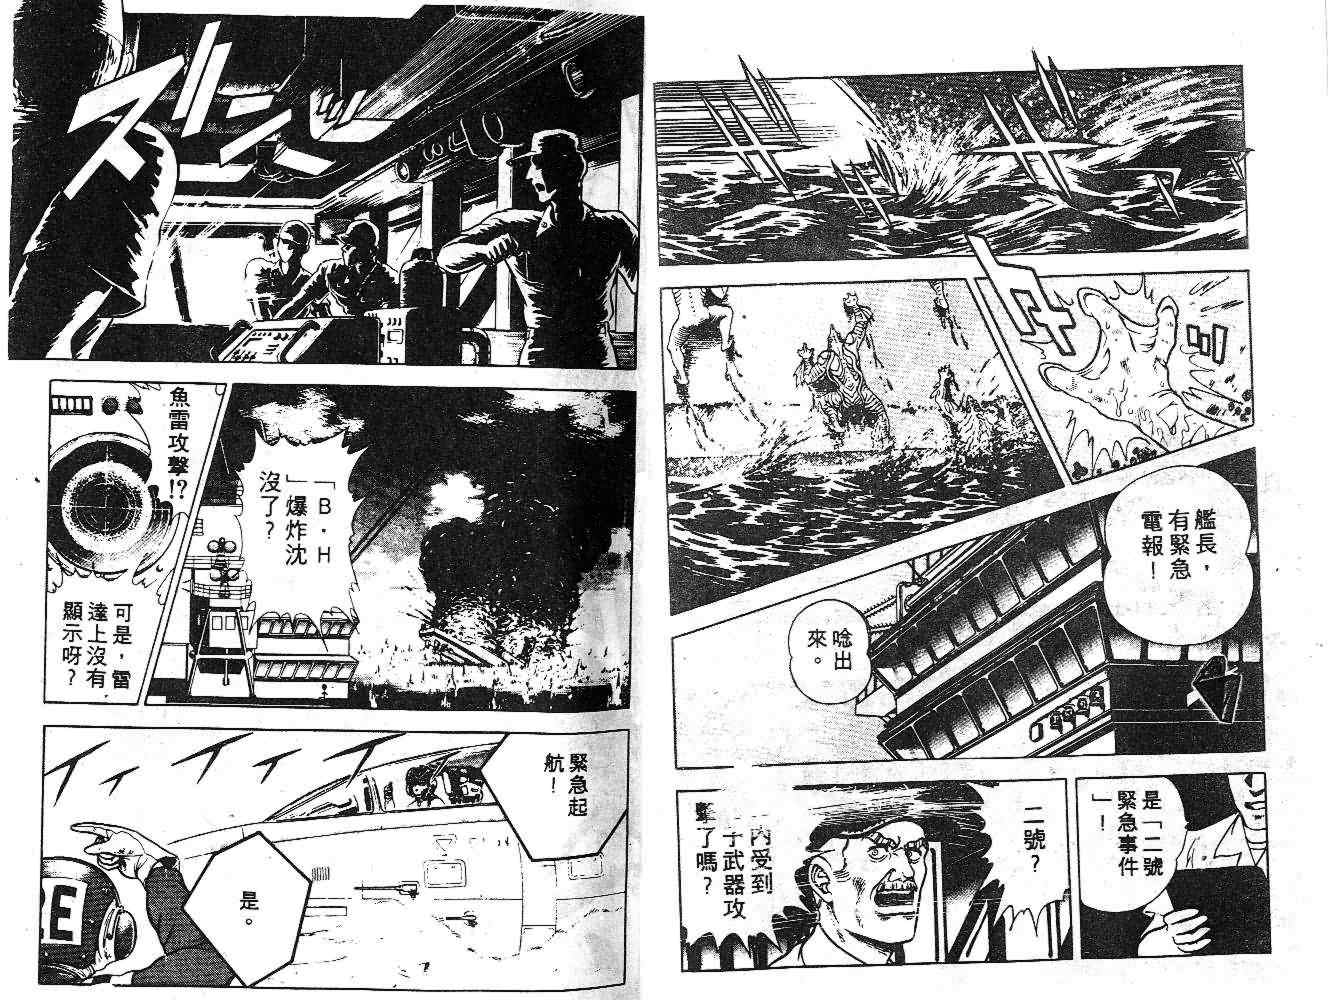 艦長，
有緊急
電報！
唸出
來。
是「二號
緊急事件
」！
二號？
內受到
子武器攻
擊了嗎？
ズズーン
「B．H
」爆炸沈
沒了？
魚雷攻擊!?
可是，雷
達上沒有
顯示呀？
緊急起
航！
是。
RE